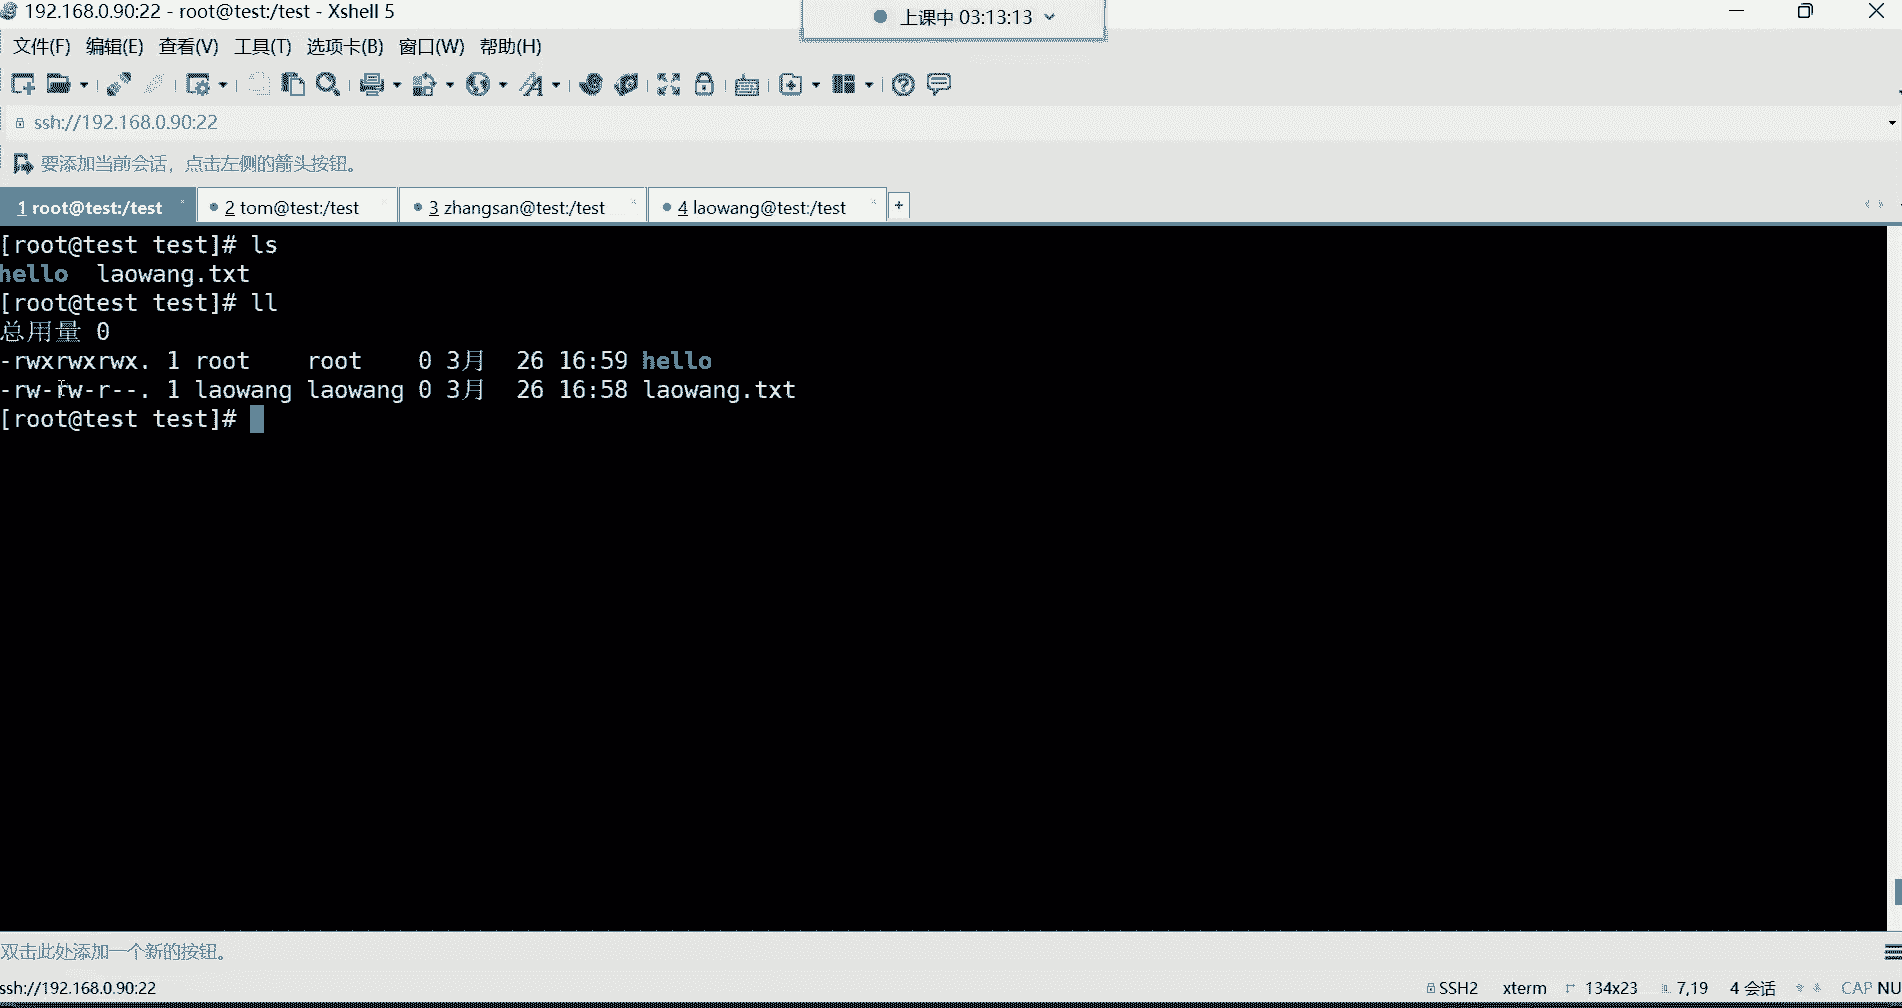 192.168.0.90:22 - root@test:/test - Xshell 5
上课中 03:13:13
文件(F) 编辑(E) 查看(V) 工具(T) 选项卡(B) 窗口(W) 帮助(H)
ssh://192.168.0.90:22
要添加当前会话，点击左侧的箭头按钮。
1 root@test:/test 2 tom@test:/test 3 zhangsan@test:/test 4 laowang@test:/test
[root@test test]# ls
hello laowang.txt
[root@test test]# ll
总用量 0
-rwxrwxrwx. 1 root root 0 3月 26 16:59 hello
-rw-rw-r--. 1 laowang laowang 0 3月 26 16:58 laowang.txt
[root@test test]#
双击此处添加一个新的按钮。
ssh://192.168.0.90:22 SSH2 xterm 134x23 7,19 4 会话 CAP NU